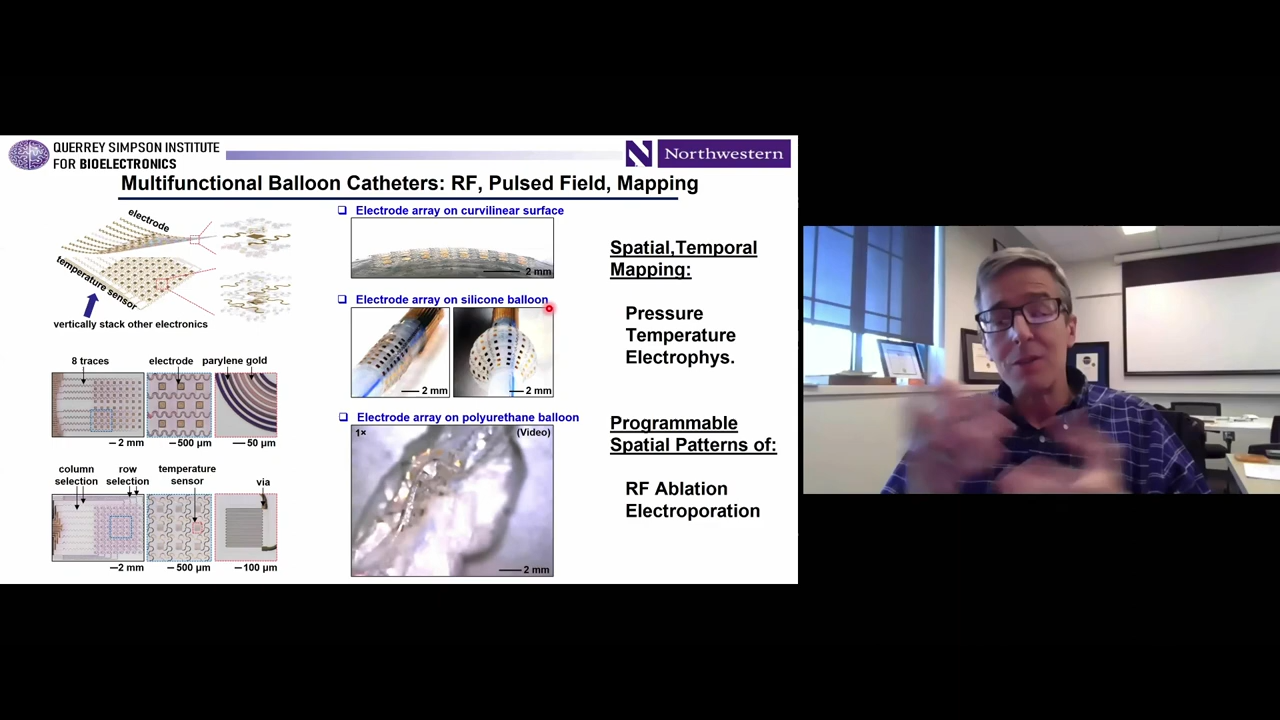 QUERREY SIMPSON INSTITUTE
FOR BIOELECTRONICS
N
Northwestern
Multifunctional Balloon Catheters: RF, Pulsed Field, Mapping
electrode
temperature sensor
vertically stack other electronics
8 traces
electrode
parylene
gold
2 mm
500 µm
50 µm
column
selection
row
selection
temperature
sensor
via
2 mm
500 µm
100 µm
Electrode array on curvilinear surface
2 mm
Electrode array on silicone balloon
2 mm
2 mm
Electrode array on polyurethane balloon
1×
(Video)
2 mm
Spatial,Temporal
Mapping:
Pressure
Temperature
Electrophys.
Programmable
Spatial Patterns of:
RF Ablation
Electroporation